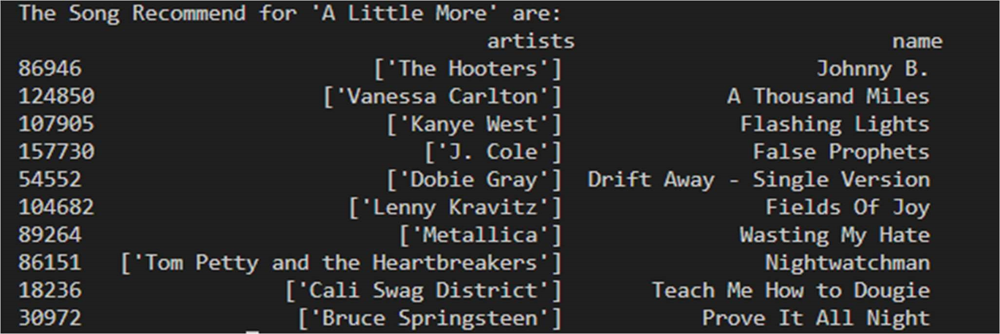 The Song Recommend for 'A Little More' are:
artists name
86946 ['The Hooters'] Johnny B.
124850 ['Vanessa Carlton'] A Thousand Miles
107905 ['Kanye West'] Flashing Lights
157730 ['J. Cole'] False Prophets
54552 ['Dobie Gray'] Drift Away - Single Version
104682 ['Lenny Kravitz'] Fields Of Joy
89264 ['Metallica'] Wasting My Hate
86151 ['Tom Petty and the Heartbreakers'] Nightwatchman
18236 ['Cali Swag District'] Teach Me How to Dougie
30972 ['Bruce Springsteen'] Prove It All Night